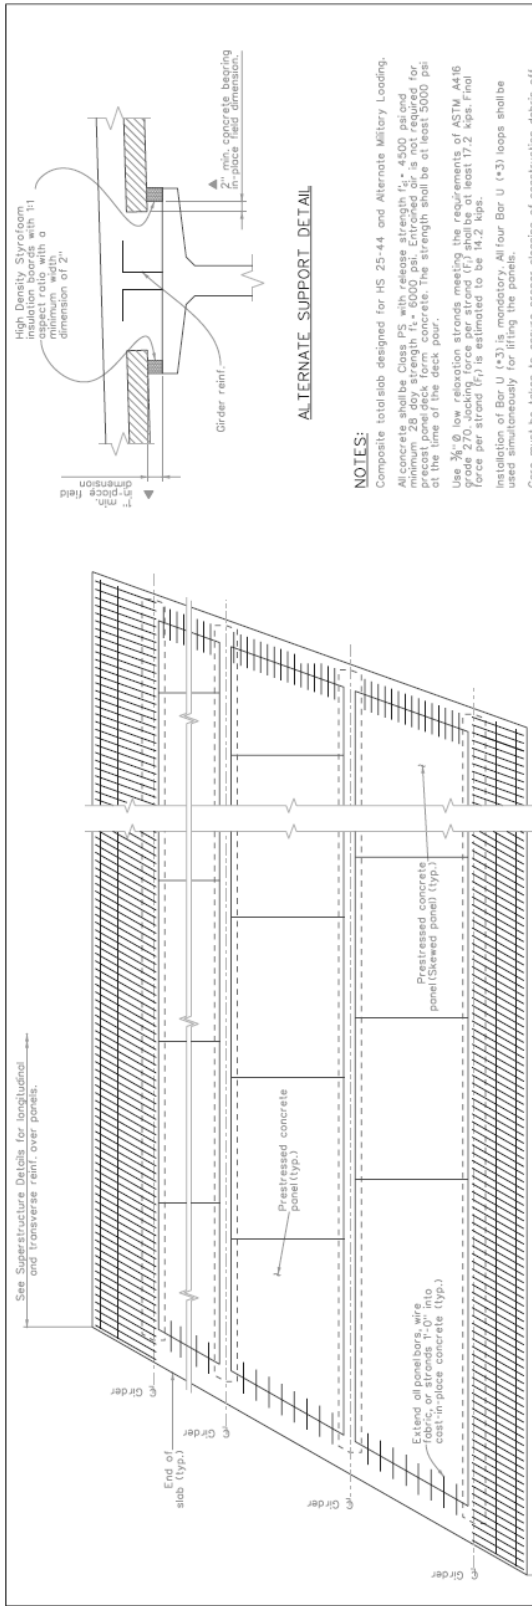 See Superstructure Details for longitudinal
and transverse reinf. over panels.
℄ Girder
End of
slab (typ.)
℄ Girder
℄ Girder
℄ Girder
Prestressed concrete
panel (typ.)
Extend all panel bars, wire
fabric, or strands 1'-0" into
cast-in-place concrete (typ.)
Prestressed concrete
panel (Skewed panel) (typ.)
High Density Styrofoam
insulation boards with 1:1
aspect ratio with a
minimum width
dimension of 2"
1" min.
in-place field
dimension
Girder reinf.
2" min. concrete bearing
in-place field dimension.
ALTERNATE SUPPORT DETAIL
NOTES:
Composite total slab designed for HS 25-44 and Alternate Military Loading.
All concrete shall be Class PS with release strength f'ci = 4500 psi and
minimum 28 day strength f'c = 6000 psi. Entrained air is not required for
precast panel deck form concrete. The strength shall be at least 5000 psi
at the time of the deck pour.
Use 3/8" Ø low relaxation strands meeting the requirements of ASTM A416
grade 270. Jacking force per strand (FJ) shall be at least 17.2 kips. Final
force per strand (Ff) is estimated to be 14.2 kips.
Installation of Bar U (*3) is mandatory. All four Bar U (*3) loops shall be
used simultaneously for lifting the panels.